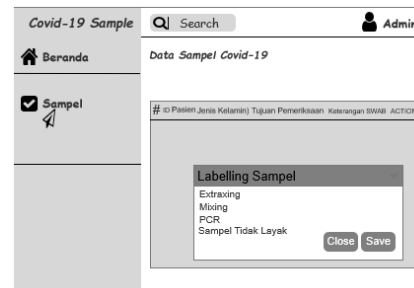 Covid-19 Sample
Search
Admin
Beranda
Data Sampel Covid-19
Sampel
# ID Pasien Jenis Kelamin) Tujuan Pemeriksaan Keterangan SWAB ACTION
Labelling Sampel
Extraxing
Mixing
PCR
Sampel Tidak Layak
Close Save